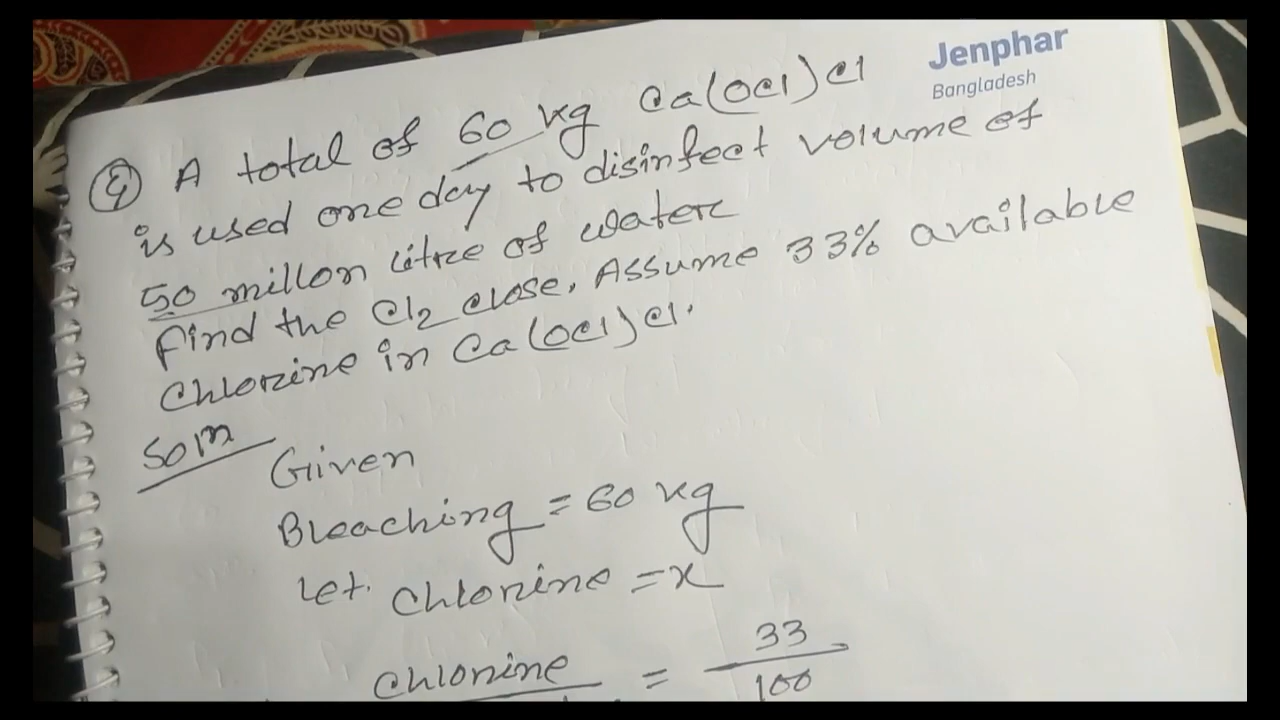 Jenphar
Bangladesh
④ A total of 60 kg Ca(OCl)Cl
is used one day to disinfect volume of
50 millon litre of water
find the Cl2 close. Assume 33% available
Chlorine in Ca(OCl)Cl.
Soln
Given
Bleaching = 60 kg
Let. Chlorine = x
Chlorine = 33
100